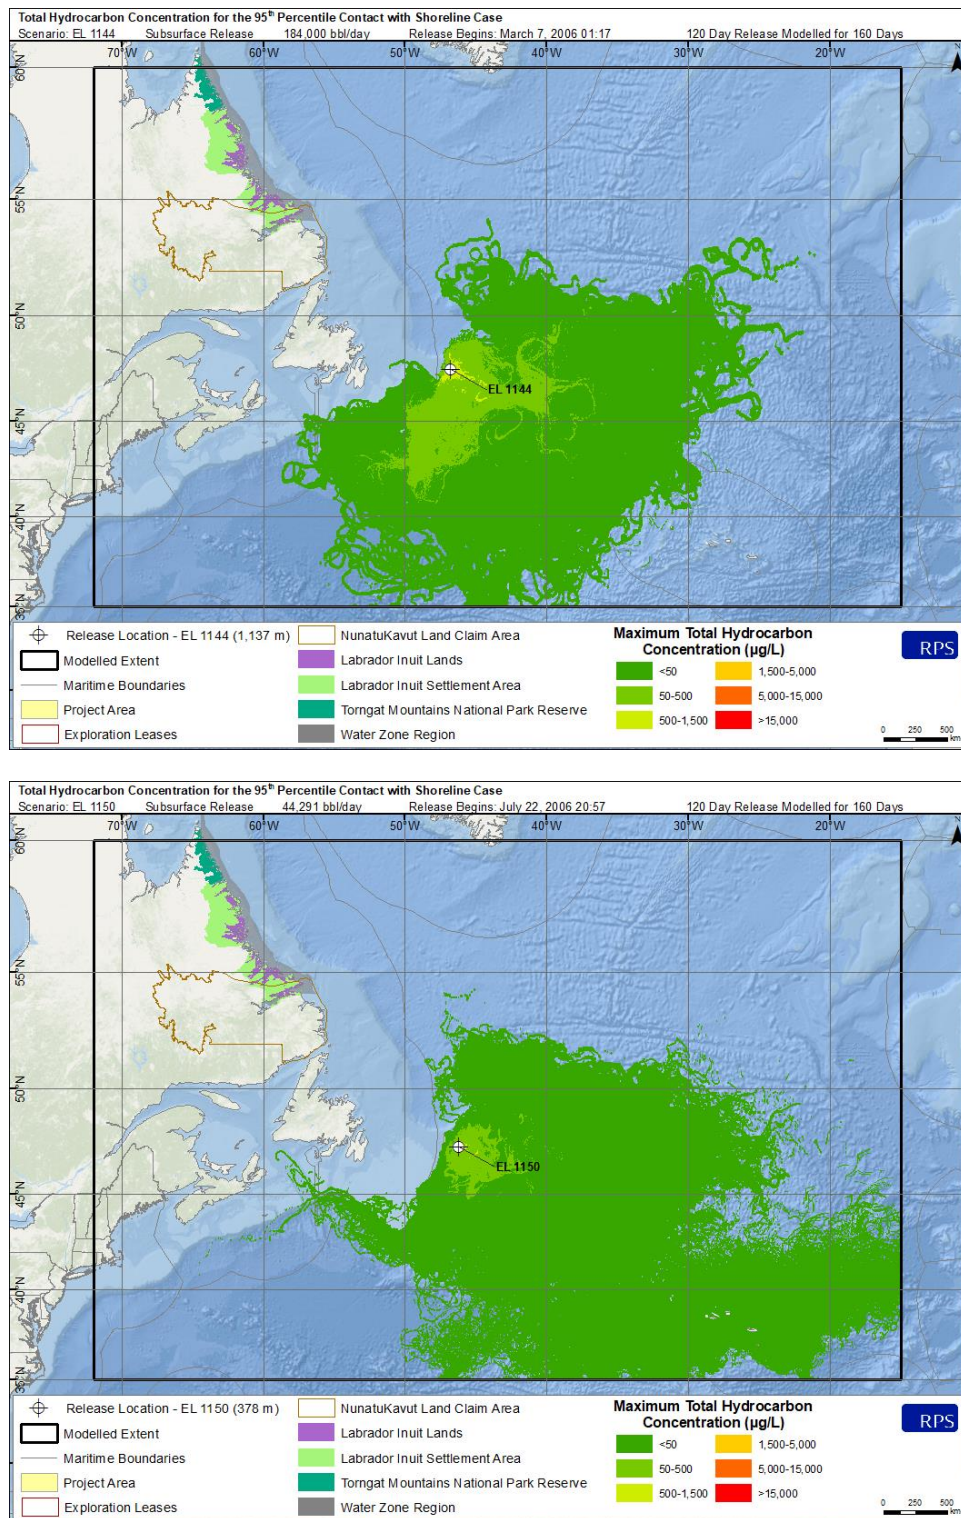 Total Hydrocarbon Concentration for the 95th Percentile Contact with Shoreline Case
Scenario: EL 1144 Subsurface Release 184,000 bbl/day Release Begins: March 7, 2006 01:17 120 Day Release Modelled for 160 Days
70°W 60°W 50°W 40°W 30°W 20°W
60°N
55°N
50°N
EL 1144
45°N
40°N
35°N
Release Location - EL 1144 (1,137 m)
Modelled Extent
Maritime Boundaries
Project Area
Exploration Leases
NunatuKavut Land Claim Area
Labrador Inuit Lands
Labrador Inuit Settlement Area
Torngat Mountains National Park Reserve
Water Zone Region
Maximum Total Hydrocarbon
Concentration (µg/L)
<50 1,500-5,000
50-500 5,000-15,000
500-1,500 >15,000
RPS
0 250 500
km
Total Hydrocarbon Concentration for the 95th Percentile Contact with Shoreline Case
Scenario: EL 1150 Subsurface Release 44,291 bbl/day Release Begins: July 22, 2006 20:57 120 Day Release Modelled for 160 Days
70°W 60°W 50°W 40°W 30°W 20°W
60°N
55°N
50°N
EL 1150
45°N
40°N
35°N
Release Location - EL 1150 (378 m)
Modelled Extent
Maritime Boundaries
Project Area
Exploration Leases
NunatuKavut Land Claim Area
Labrador Inuit Lands
Labrador Inuit Settlement Area
Torngat Mountains National Park Reserve
Water Zone Region
Maximum Total Hydrocarbon
Concentration (µg/L)
<50 1,500-5,000
50-500 5,000-15,000
500-1,500 >15,000
RPS
0 250 500
km